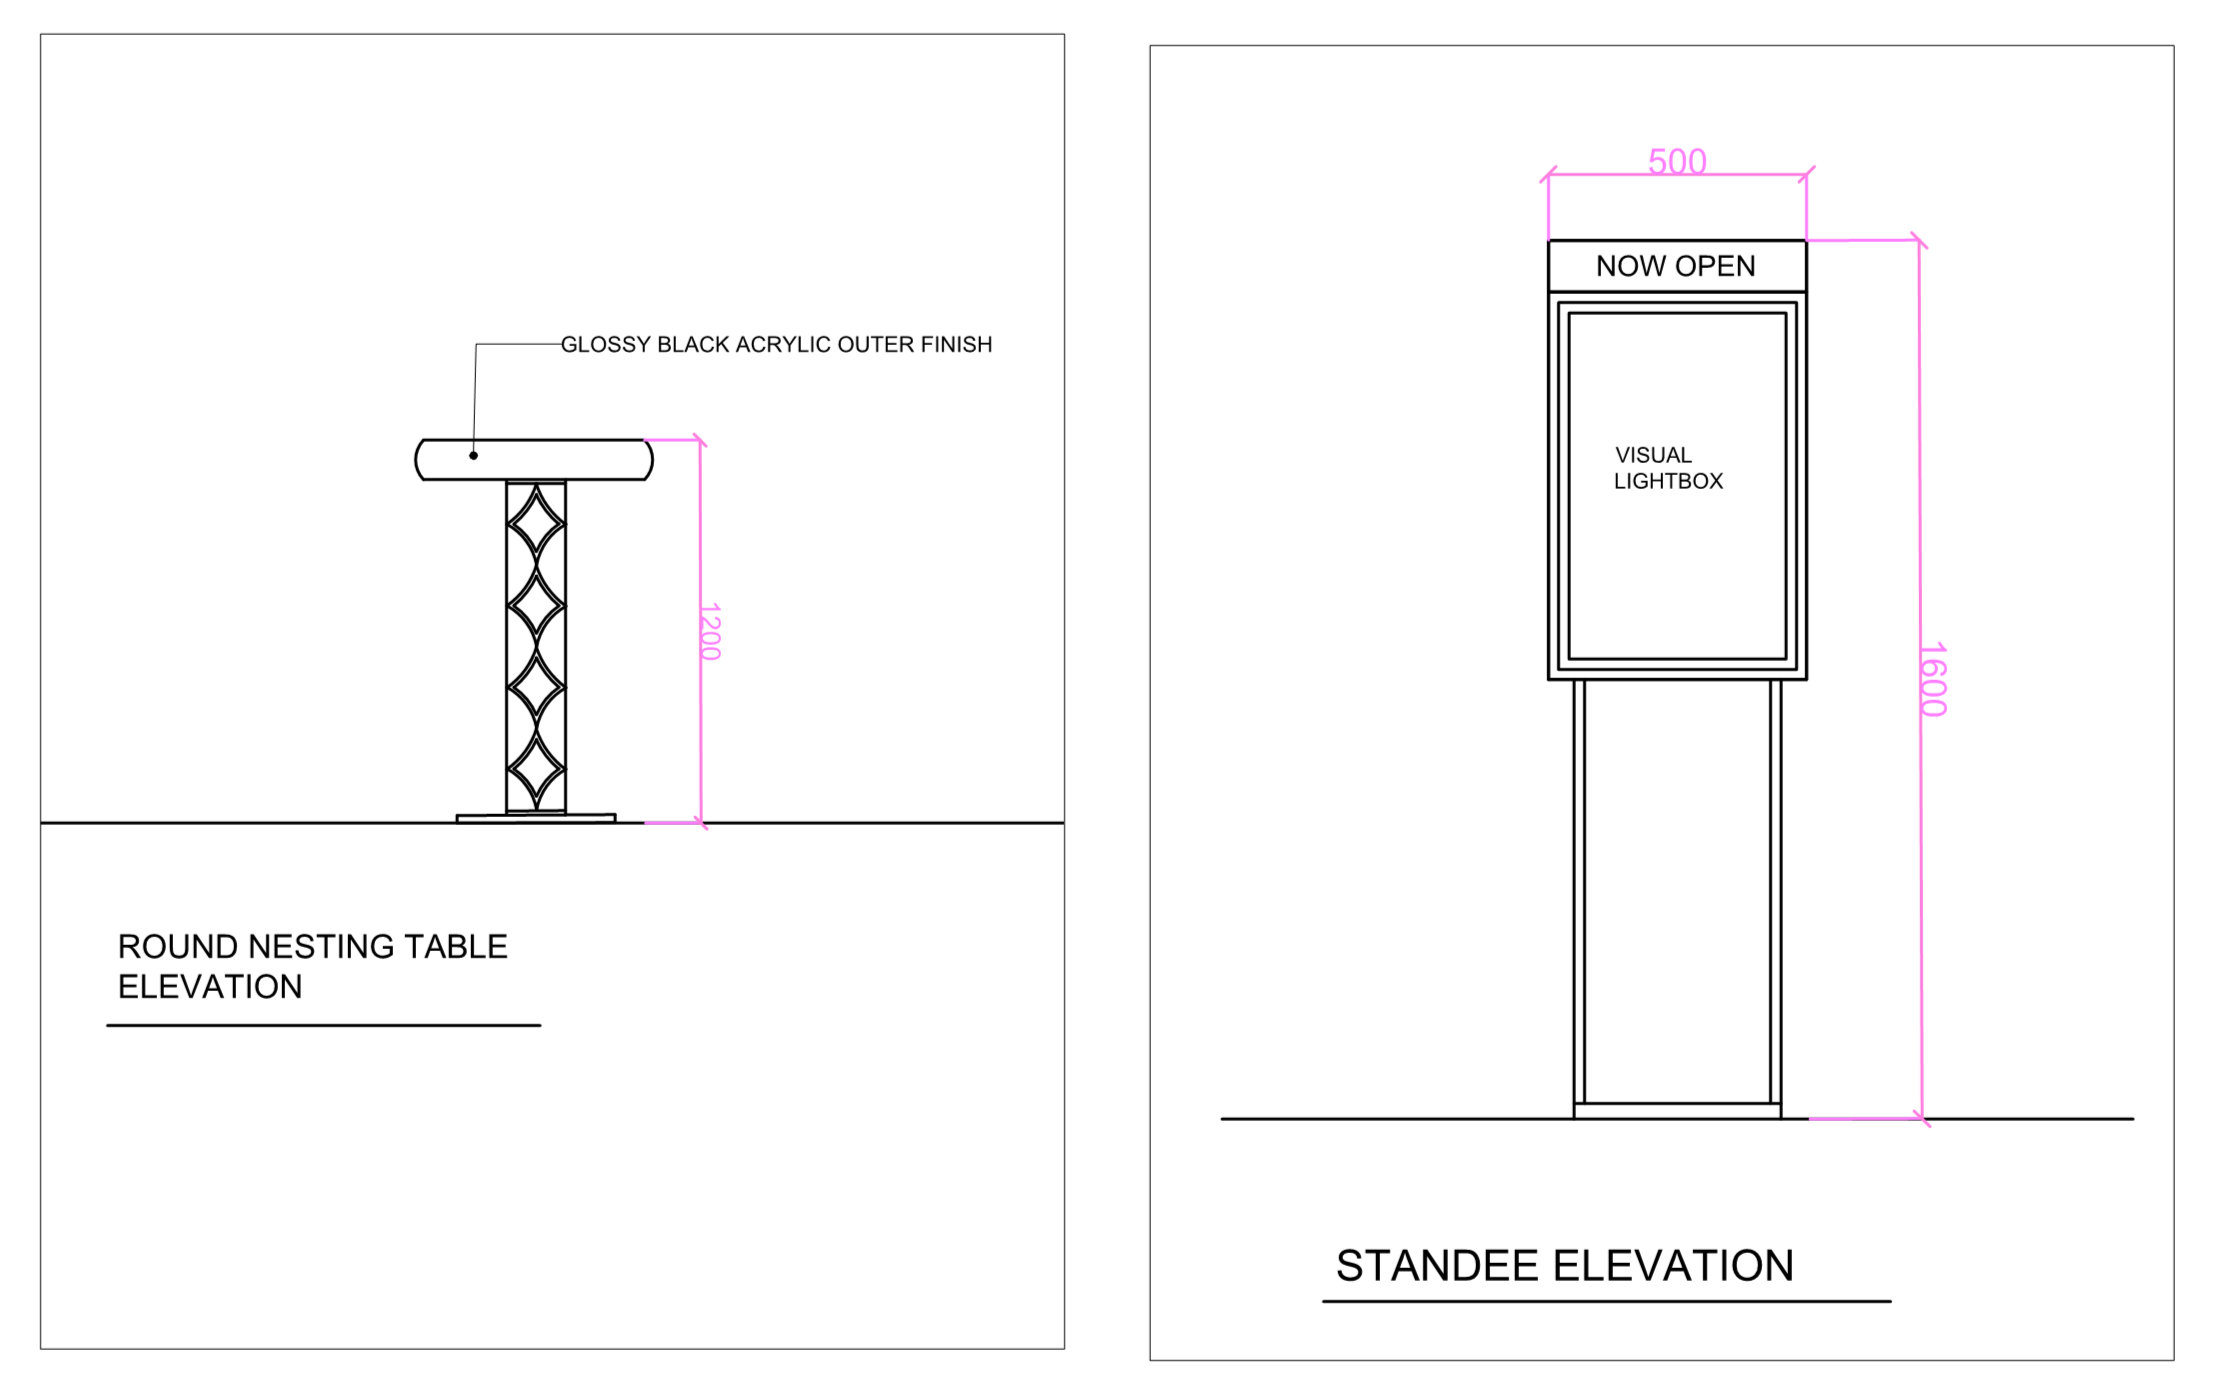 GLOSSY BLACK ACRYLIC OUTER FINISH
1200
ROUND NESTING TABLE
ELEVATION
500
NOW OPEN
VISUAL
LIGHTBOX
1600
STANDEE ELEVATION